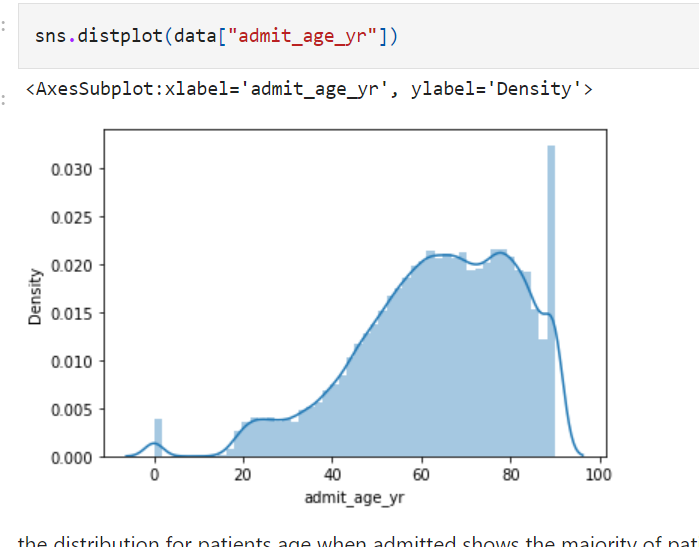 sns.distplot(data["admit_age_yr"])
<AxesSubplot:xlabel='admit_age_yr', ylabel='Density'>
0.030
0.025
0.020
0.015
0.010
0.005
0.000
Density
0 20 40 60 80 100
admit_age_yr
the distribution for patients age when admitted shows the majority of pat